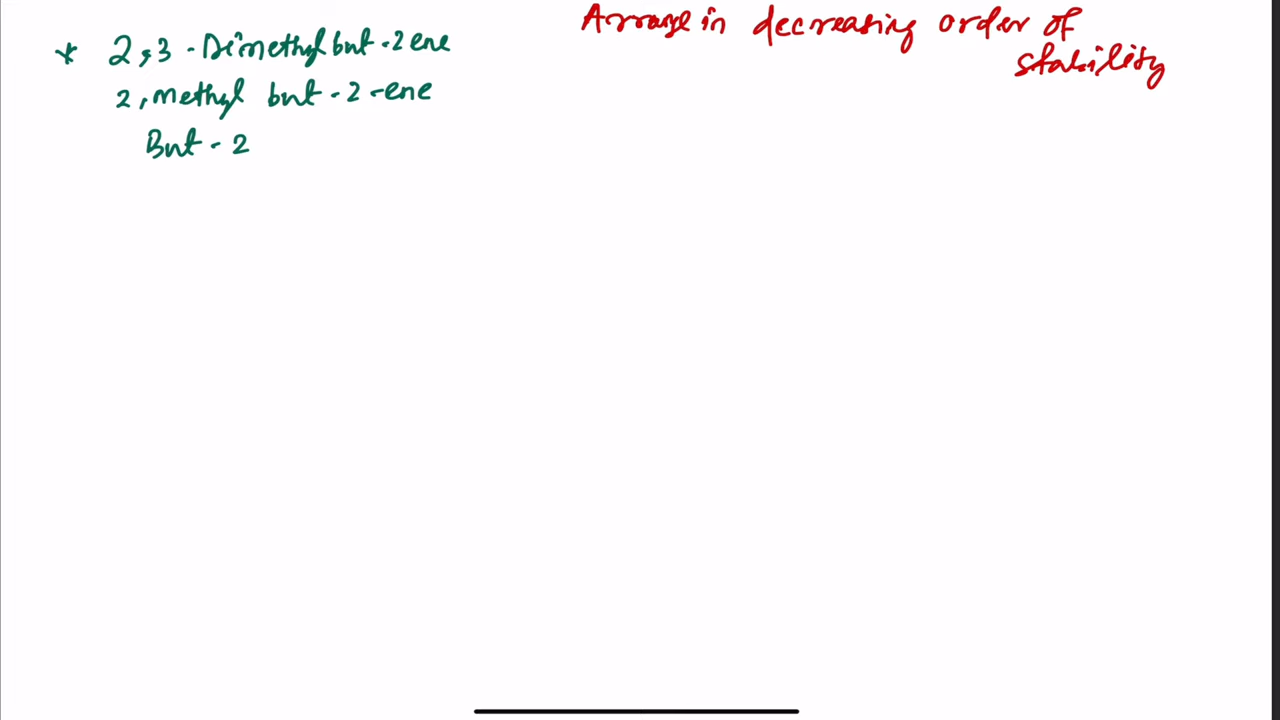 Arrange in decreasing order of
stability
* 2,3-Dimethyl but-2 ene
2, methyl but-2-ene
But-2